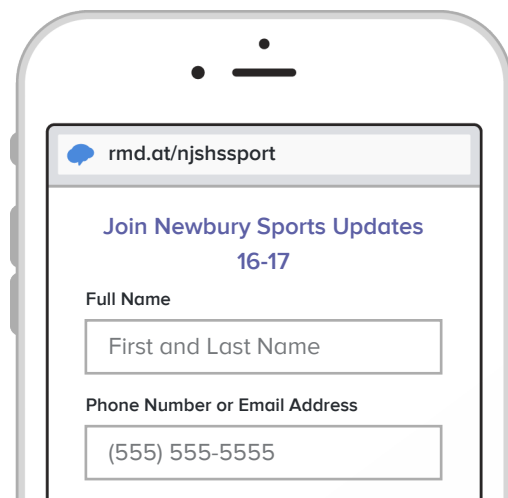 rmd.at/njshssport
Join Newbury Sports Updates
16-17
Full Name
First and Last Name
Phone Number or Email Address
(555) 555-5555